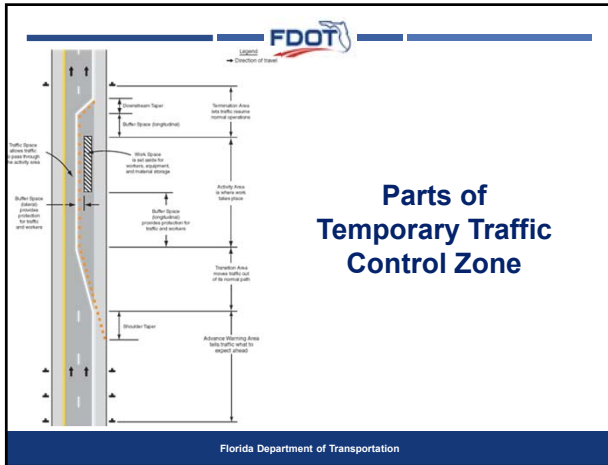 FDOT
Legend
Direction of travel
Downstream Taper
Buffer Space (longitudinal)
Termination Area
lets traffic resume
normal operations
Traffic Space
allows traffic
pass through
the activity area
Work Space
is set aside for
workers, equipment,
and material storage
Activity Area
is where work
takes place
Buffer Space
(lateral)
provides
protection
for traffic
and workers
Buffer Space
(longitudinal)
provides protection for
traffic and workers
Transition Area
moves traffic out
of its normal path
Shoulder Taper
Advance Warning Area
tells traffic what to
expect ahead
Parts of
Temporary Traffic
Control Zone
Florida Department of Transportation